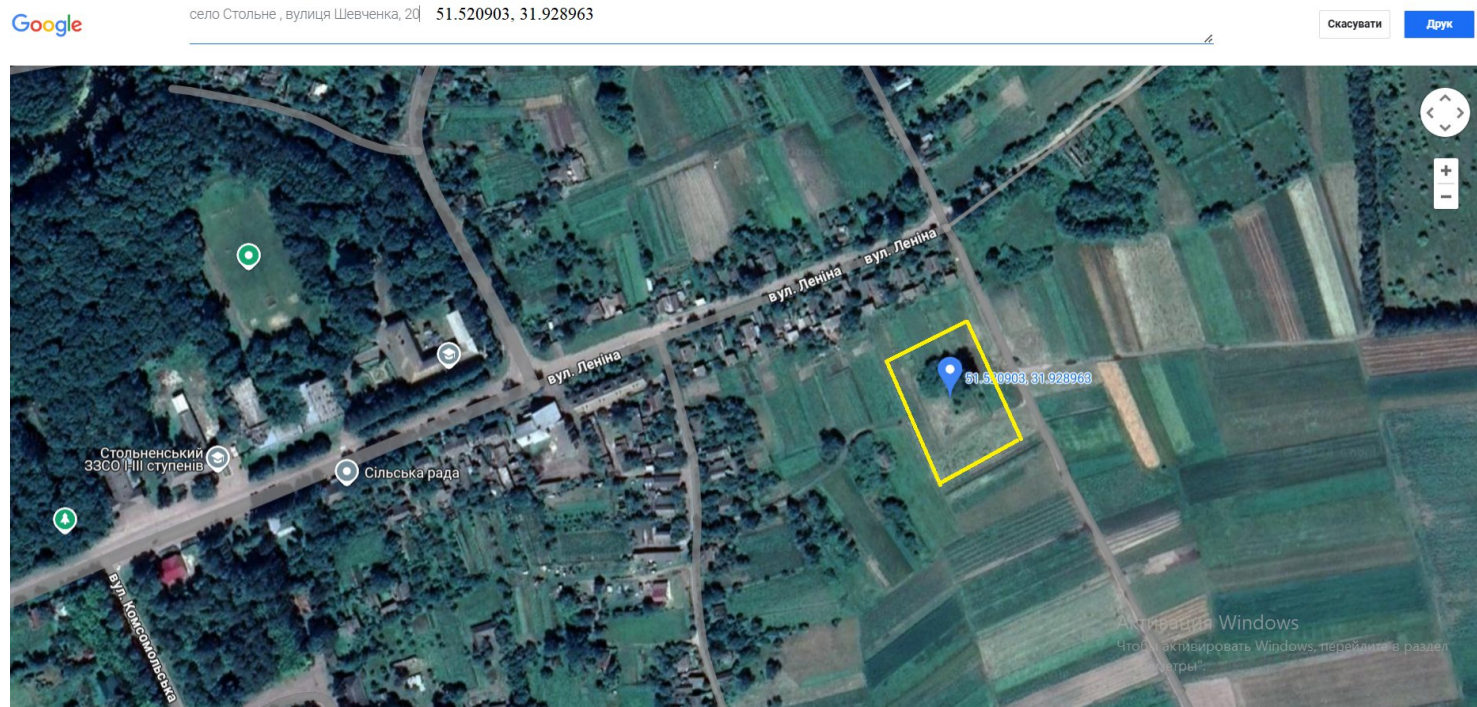 Google
село Стольне , вулиця Шевченка, 20 51.520903, 31.928963
Скасувати
Друк
вул. Леніна
вул. Леніна
вул. Леніна
51.520903, 31.928963
Стольненський
ЗЗСО I-III ступенів
Сільська рада
вул. Комсомольська
Активация Windows
Чтобы активировать Windows, перейдите в раздел